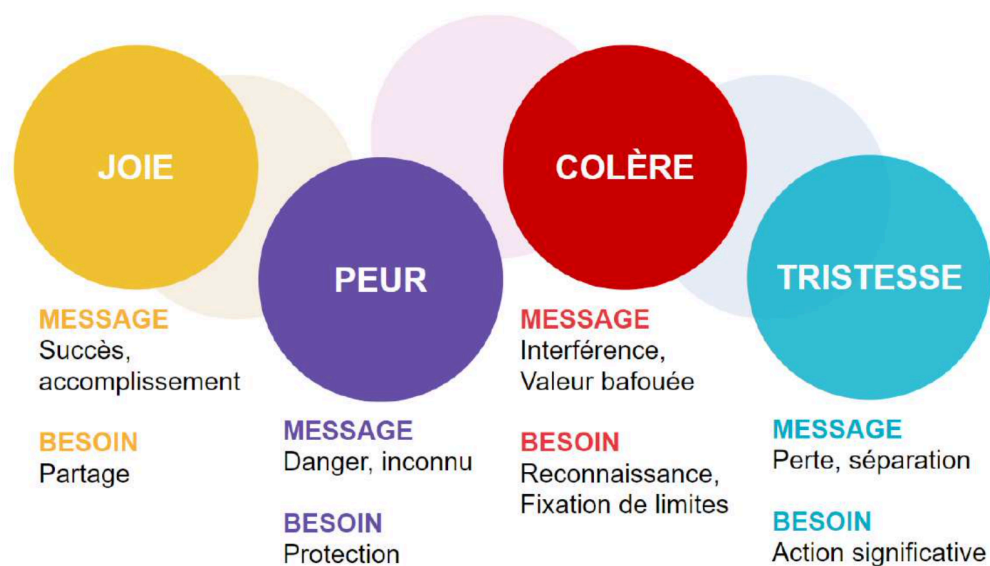 JOIE
MESSAGE
Succès,
accomplissement
BESOIN
Partage
PEUR
MESSAGE
Danger, inconnu
BESOIN
Protection
COLÈRE
MESSAGE
Interférence,
Valeur bafouée
BESOIN
Reconnaissance,
Fixation de limites
TRISTESSE
MESSAGE
Perte, séparation
BESOIN
Action significative